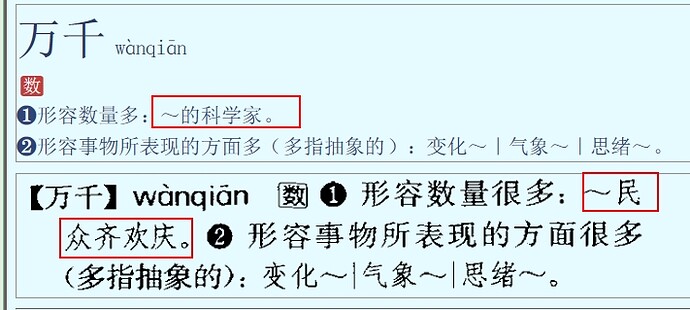 万千 wànqiān
数
❶形容数量多：～的科学家。
❷形容事物所表现的方面多（多指抽象的）：变化～｜气象～｜思绪～。
【万千】wànqiān 数 ❶ 形容数量很多：～民
众齐欢庆。❷ 形容事物所表现的方面很多
（多指抽象的）：变化～|气象～|思绪～。